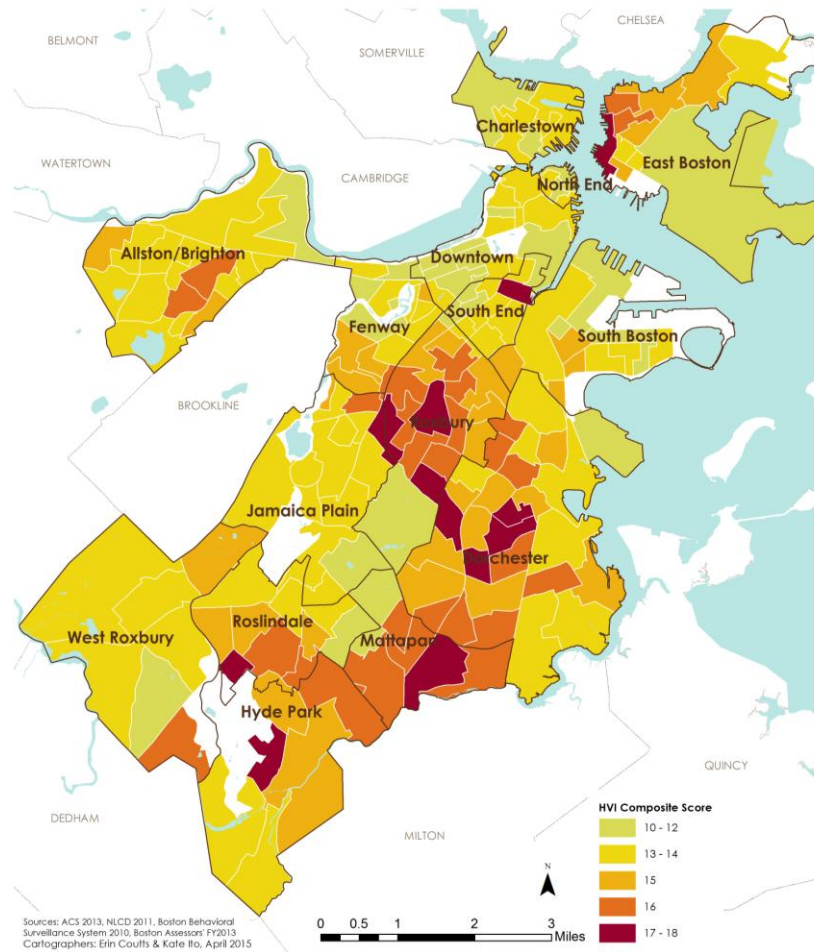 BELMONT
SOMERVILLE
CHELSEA
Charlestown
WATERTOWN
CAMBRIDGE
East Boston
North End
Allston/Brighton
Downtown
South End
Fenway
South Boston
BROOKLINE
Roxbury
Jamaica Plain
Dorchester
Roslindale
West Roxbury
Mattapan
Hyde Park
QUINCY
DEDHAM
MILTON
HVI Composite Score
10 - 12
13 - 14
15
16
17 - 18
N
0 0.5 1 2 3
Miles
Sources: ACS 2013, NLCD 2011, Boston Behavioral
Surveillance System 2010, Boston Assessors' FY2013
Cartographers: Erin Coutts & Kate Ito, April 2015